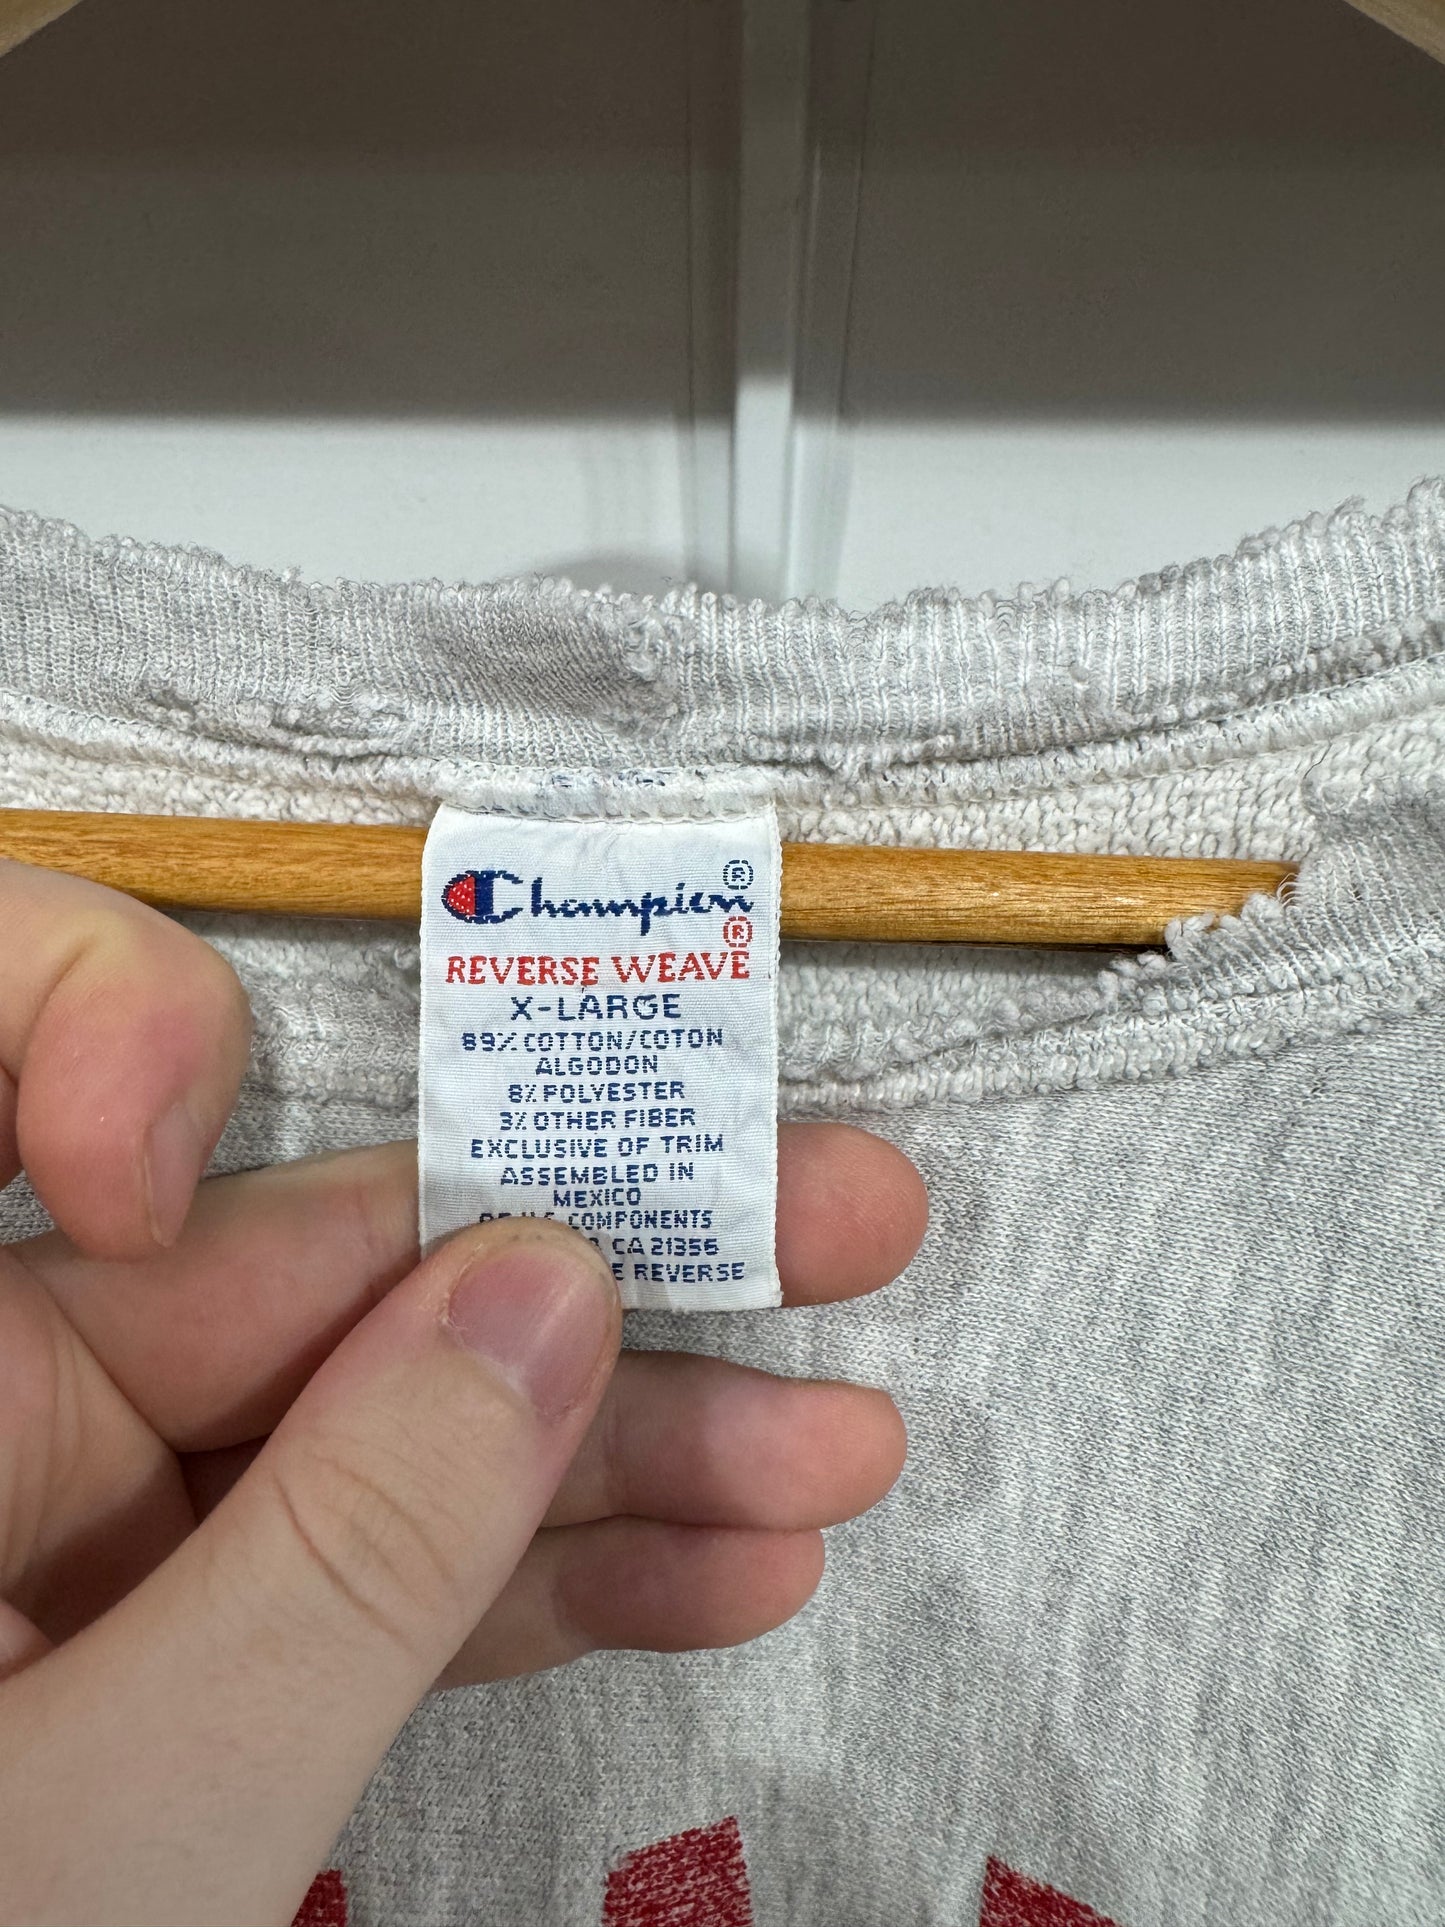 Champion®
REVERSE WEAVE®
X-LARGE
89% COTTON/COTON
ALGODON
8% POLYESTER
3% OTHER FIBER
EXCLUSIVE OF TRIM
ASSEMBLED IN
MEXICO
OF U.S. COMPONENTS
CA 21356
REVERSE